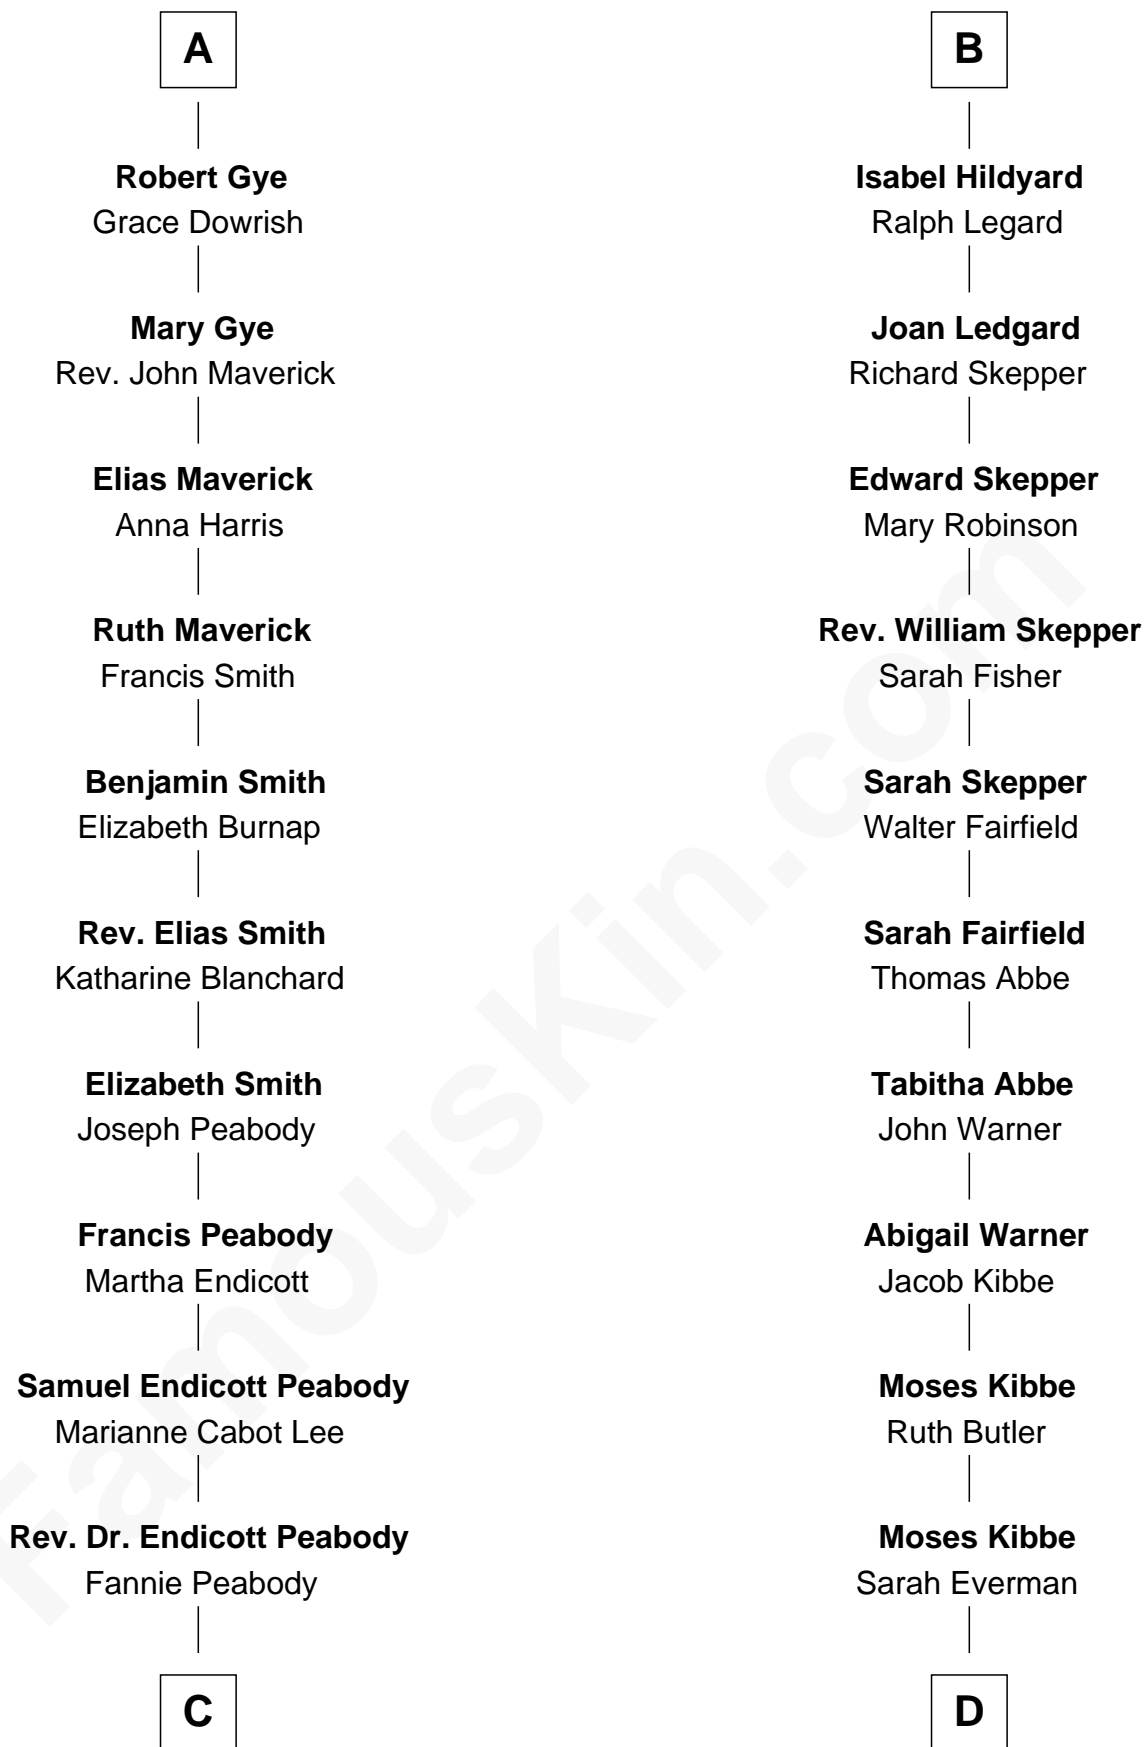 A
Robert Gye
Grace Dowrish
Mary Gye
Rev. John Maverick
Elias Maverick
Anna Harris
Ruth Maverick
Francis Smith
Benjamin Smith
Elizabeth Burnap
Rev. Elias Smith
Katharine Blanchard
Elizabeth Smith
Joseph Peabody
Francis Peabody
Martha Endicott
Samuel Endicott Peabody
Marianne Cabot Lee
Rev. Dr. Endicott Peabody
Fannie Peabody
C
B
Isabel Hildyard
Ralph Legard
Joan Ledgard
Richard Skepper
Edward Skepper
Mary Robinson
Rev. William Skepper
Sarah Fisher
Sarah Skepper
Walter Fairfield
Sarah Fairfield
Thomas Abbe
Tabitha Abbe
John Warner
Abigail Warner
Jacob Kibbe
Moses Kibbe
Ruth Butler
Moses Kibbe
Sarah Everman
D
FamousKin.com